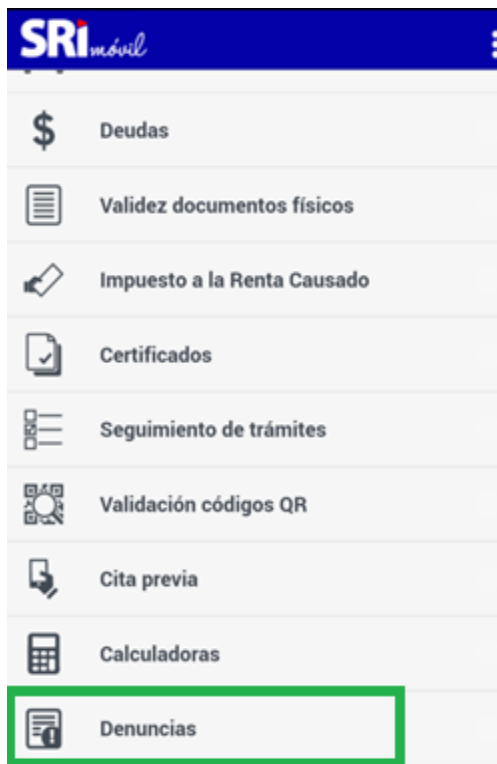 SRi móvil
$ Deudas
Validez documentos físicos
Impuesto a la Renta Causado
Certificados
Seguimiento de trámites
Validación códigos QR
Cita previa
Calculadoras
Denuncias